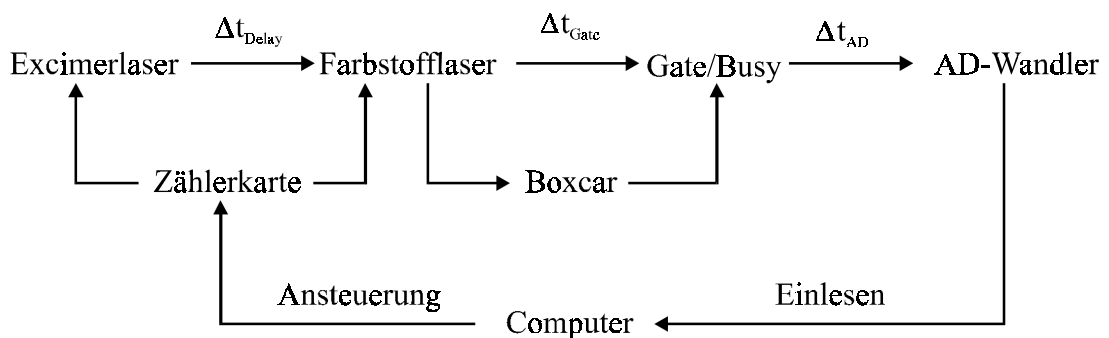 Δt_Delay
Δt_Gate
Δt_AD
Excimerlaser
Farbstofflaser
Gate/Busy
AD-Wandler
Zählerkarte
Boxcar
Ansteuerung
Einlesen
Computer